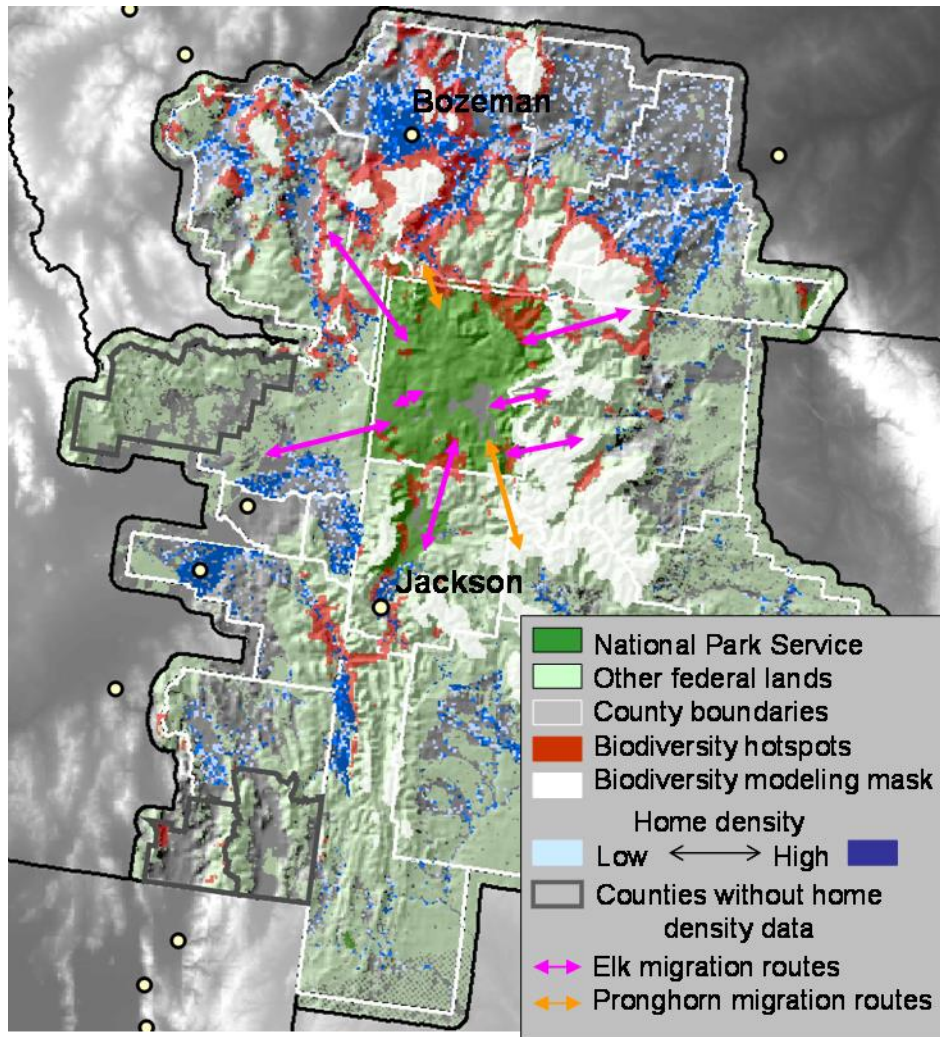 Bozeman
Jackson
National Park Service
Other federal lands
County boundaries
Biodiversity hotspots
Biodiversity modeling mask
Home density
Low High
Counties without home
density data
Elk migration routes
Pronghorn migration routes